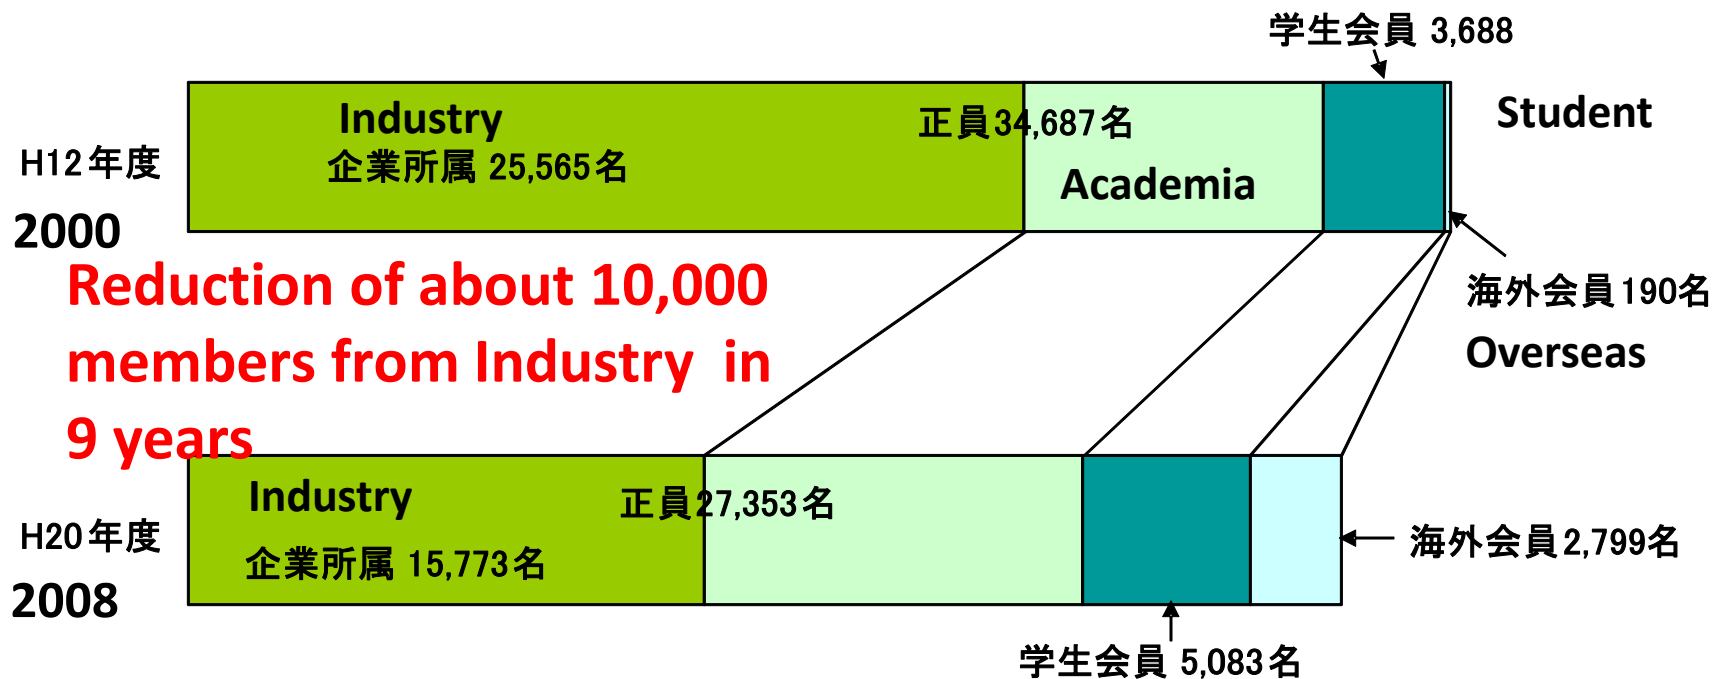 学生会員 3,688
Industry
正員34,687名
Student
H12年度
企業所属 25,565名
Academia
2000
Reduction of about 10,000
members from Industry in
9 years
海外会員190名
Overseas
Industry
正員27,353名
H20年度
企業所属 15,773名
海外会員2,799名
2008
学生会員 5,083名